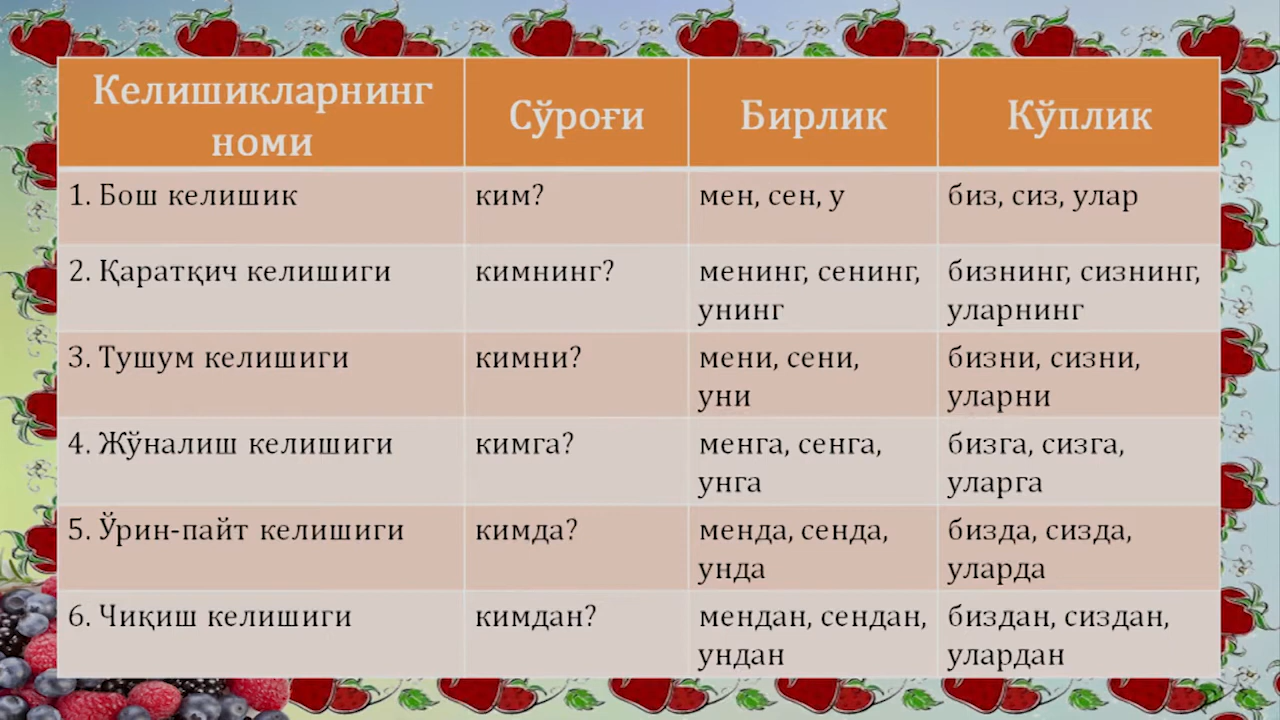 Келишикларнинг номи Сўроғи Бирлик Кўплик
1. Бош келишик ким? мен, сен, у биз, сиз, улар
2. Қаратқич келишиги кимнинг? менинг, сенинг, унинг бизнинг, сизнинг, уларнинг
3. Тушум келишиги кимни? мени, сени, уни бизни, сизни, уларни
4. Жўналиш келишиги кимга? менга, сенга, унга бизга, сизга, уларга
5. Ўрин-пайт келишиги кимда? менда, сенда, унда бизда, сизда, уларда
6. Чиқиш келишиги кимдан? мендан, сендан, ундан биздан, сиздан, улардан